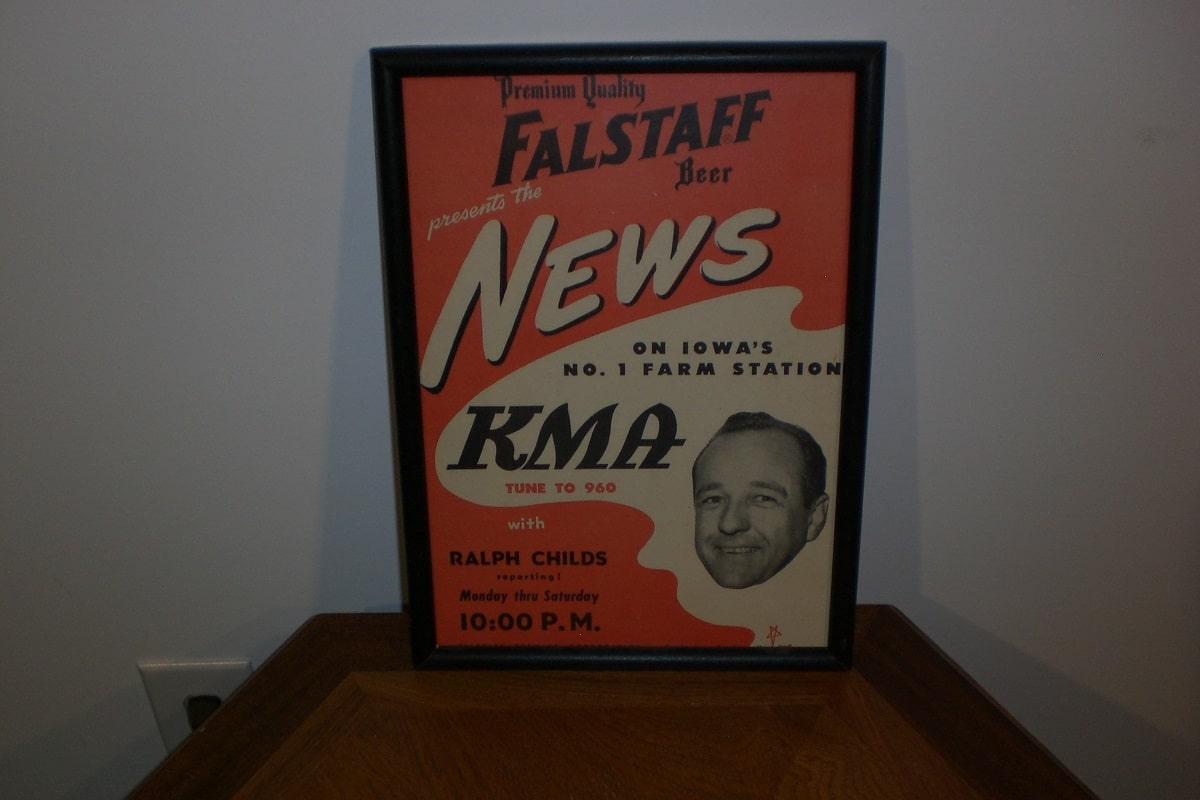 Premium Quality
FALSTAFF
Beer
presents the
NEWS
ON IOWA'S
NO. 1 FARM STATION
KMA
TUNE TO 960
with
RALPH CHILDS
reporting!
Monday thru Saturday
10:00 P.M.